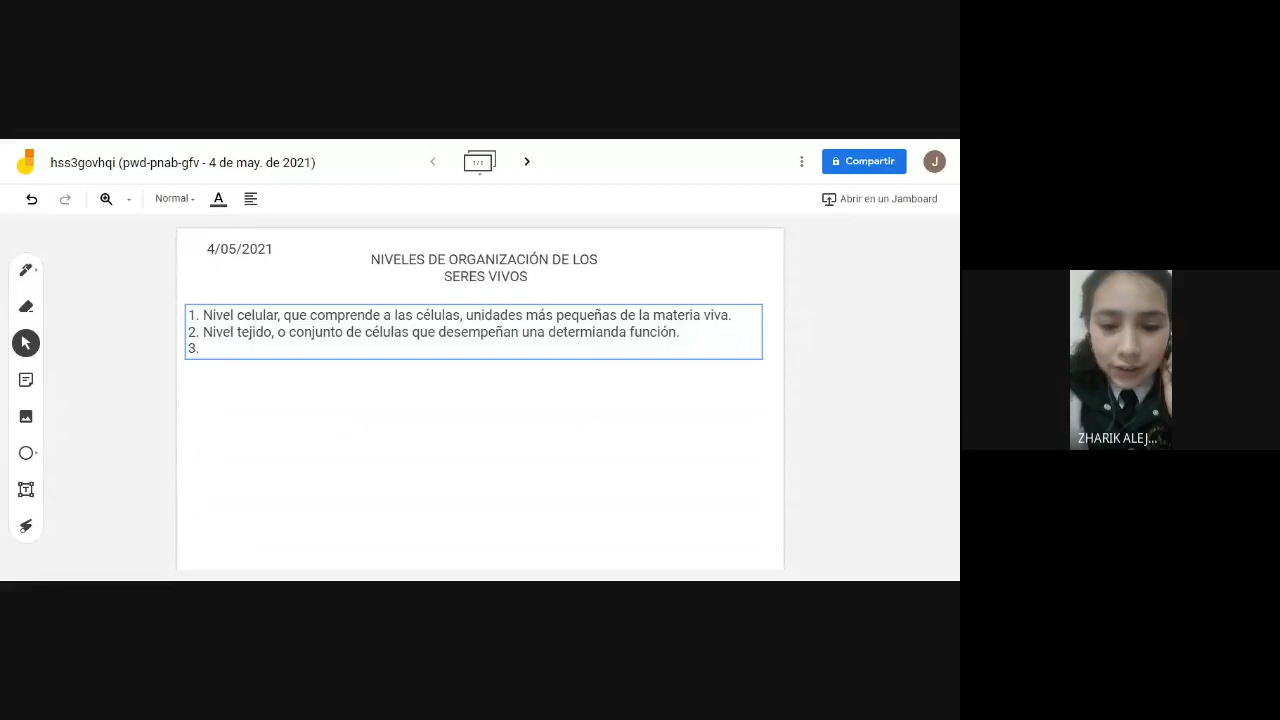 hss3govhqi (pwd-pnab-gfv - 4 de may. de 2021)
1/1
Compartir
J
Normal
A
Abrir en un Jamboard
4/05/2021
NIVELES DE ORGANIZACIÓN DE LOS
SERES VIVOS
1. Nivel celular, que comprende a las células, unidades más pequeñas de la materia viva.
2. Nivel tejido, o conjunto de células que desempeñan una determianda función.
3.
T
ZHARIK ALEJ...